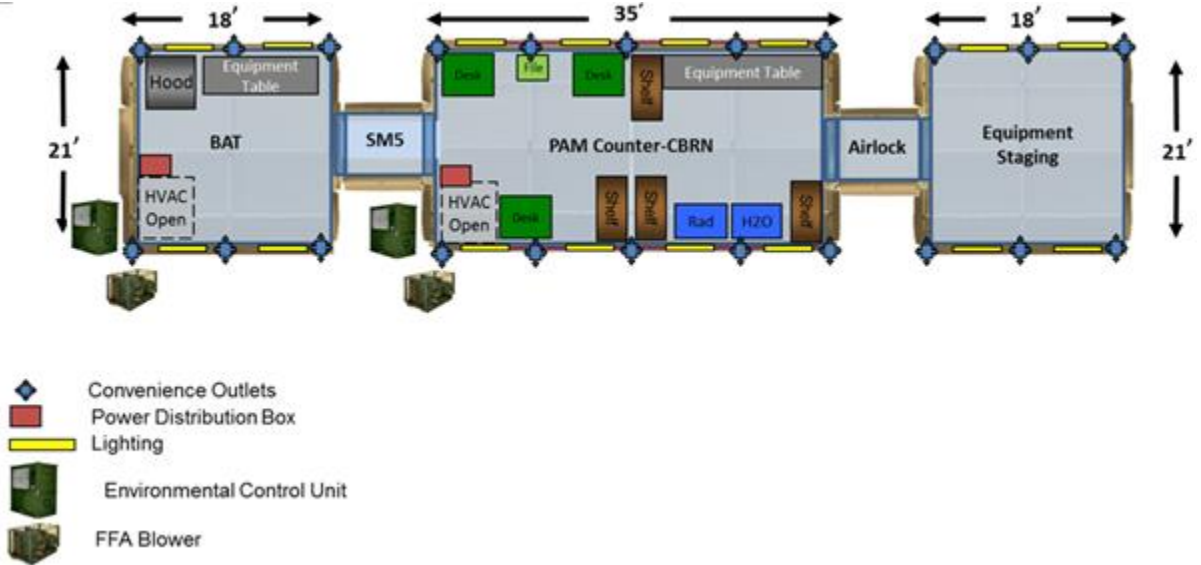 18′
35′
18′
21′
Hood
Equipment
Table
BAT
HVAC
Open
SM5
Desk
File
Desk
Shelf
Equipment Table
PAM Counter-CBRN
HVAC
Open
Desk
Shelf
Shelf
Rad
HZO
Shelf
Airlock
Equipment
Staging
21′
Convenience Outlets
Power Distribution Box
Lighting
Environmental Control Unit
FFA Blower